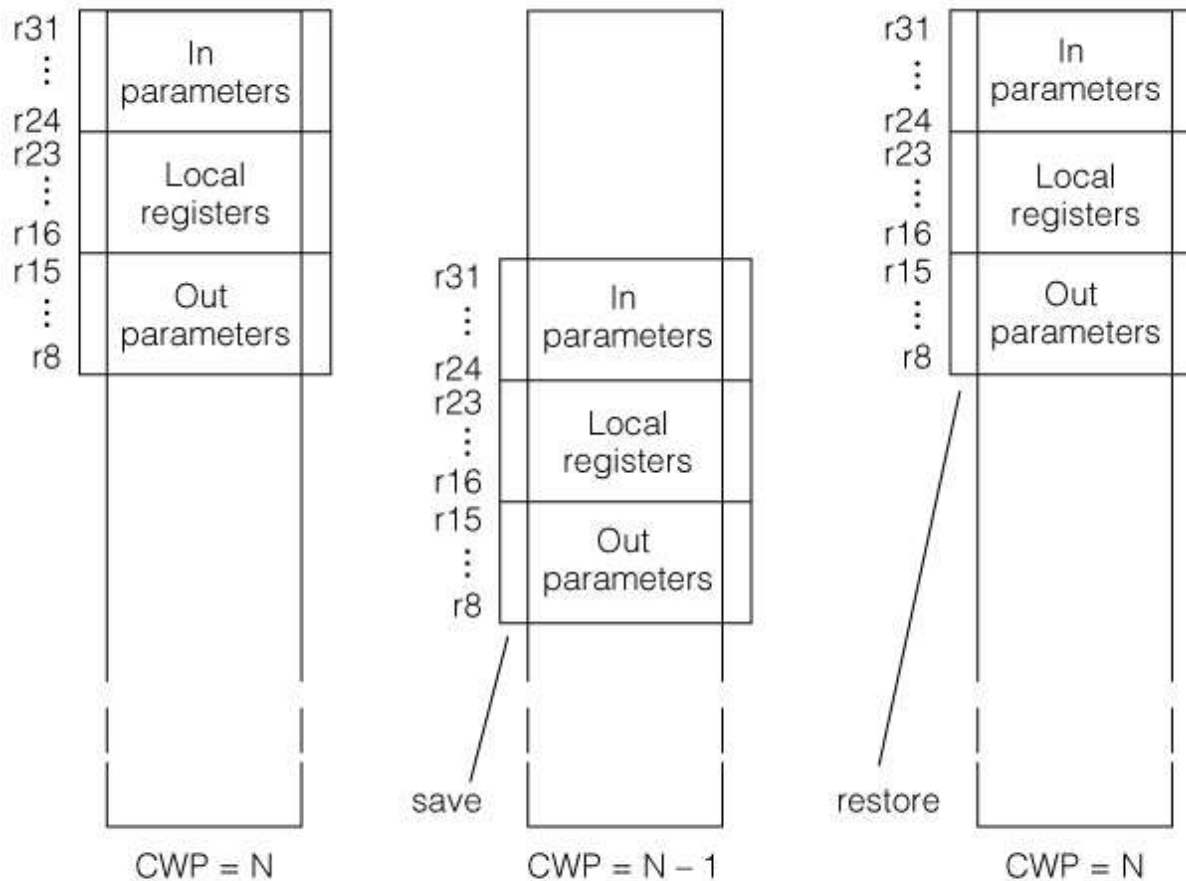 r31
In
parameters
r24
r23
Local
registers
r16
r15
Out
parameters
r8
CWP = N
r31
In
parameters
r24
r23
Local
registers
r16
r15
Out
parameters
r8
save
CWP = N – 1
r31
In
parameters
r24
r23
Local
registers
r16
r15
Out
parameters
r8
restore
CWP = N